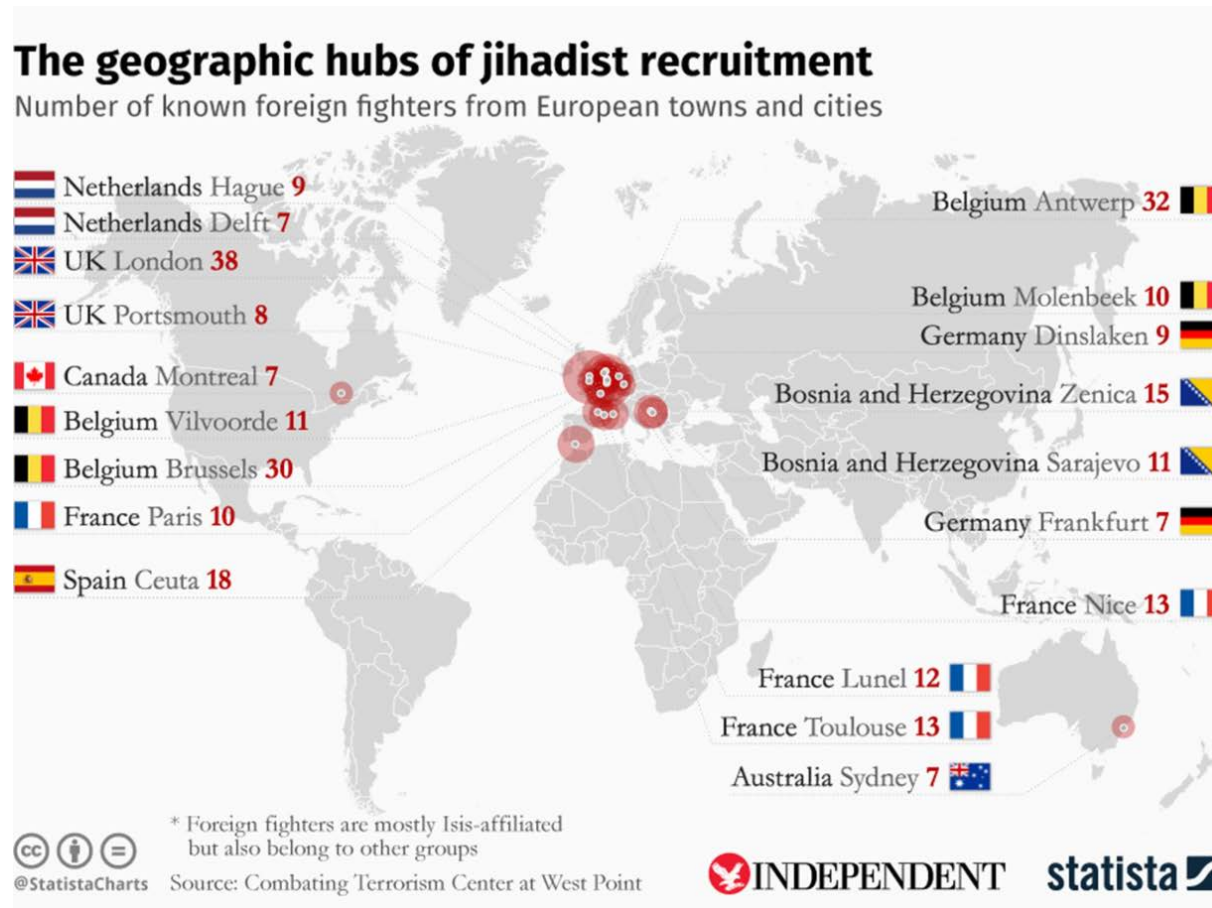 The geographic hubs of jihadist recruitment
Number of known foreign fighters from European towns and cities
Netherlands Hague 9
Netherlands Delft 7
UK London 38
UK Portsmouth 8
Canada Montreal 7
Belgium Vilvoorde 11
Belgium Brussels 30
France Paris 10
Spain Ceuta 18
Belgium Antwerp 32
Belgium Molenbeek 10
Germany Dinslaken 9
Bosnia and Herzegovina Zenica 15
Bosnia and Herzegovina Sarajevo 11
Germany Frankfurt 7
France Nice 13
France Lunel 12
France Toulouse 13
Australia Sydney 7
* Foreign fighters are mostly Isis-affiliated
but also belong to other groups
cc
@StatistaCharts
Source: Combating Terrorism Center at West Point
INDEPENDENT
statista